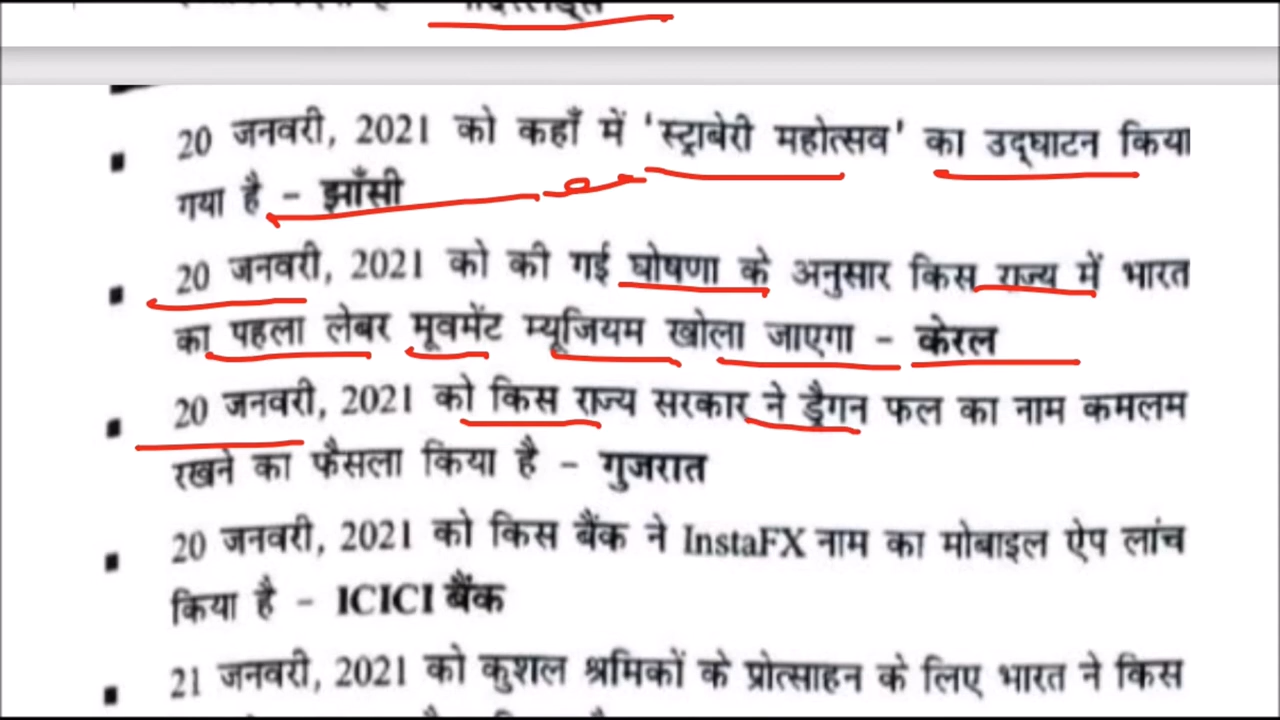 20 जनवरी, 2021 को कहाँ में 'स्ट्राबेरी महोत्सव' का उद्घाटन किया
गया है - झाँसी
20 जनवरी, 2021 को की गई घोषणा के अनुसार किस राज्य में भारत
का पहला लेबर मूवमेंट म्यूजियम खोला जाएगा - केरल
20 जनवरी, 2021 को किस राज्य सरकार ने ड्रैगन फल का नाम कमलम
रखने का फैसला किया है - गुजरात
20 जनवरी, 2021 को किस बैंक ने InstaFX नाम का मोबाइल ऐप लांच
किया है - ICICI बैंक
21 जनवरी, 2021 को कुशल श्रमिकों के प्रोत्साहन के लिए भारत ने किस